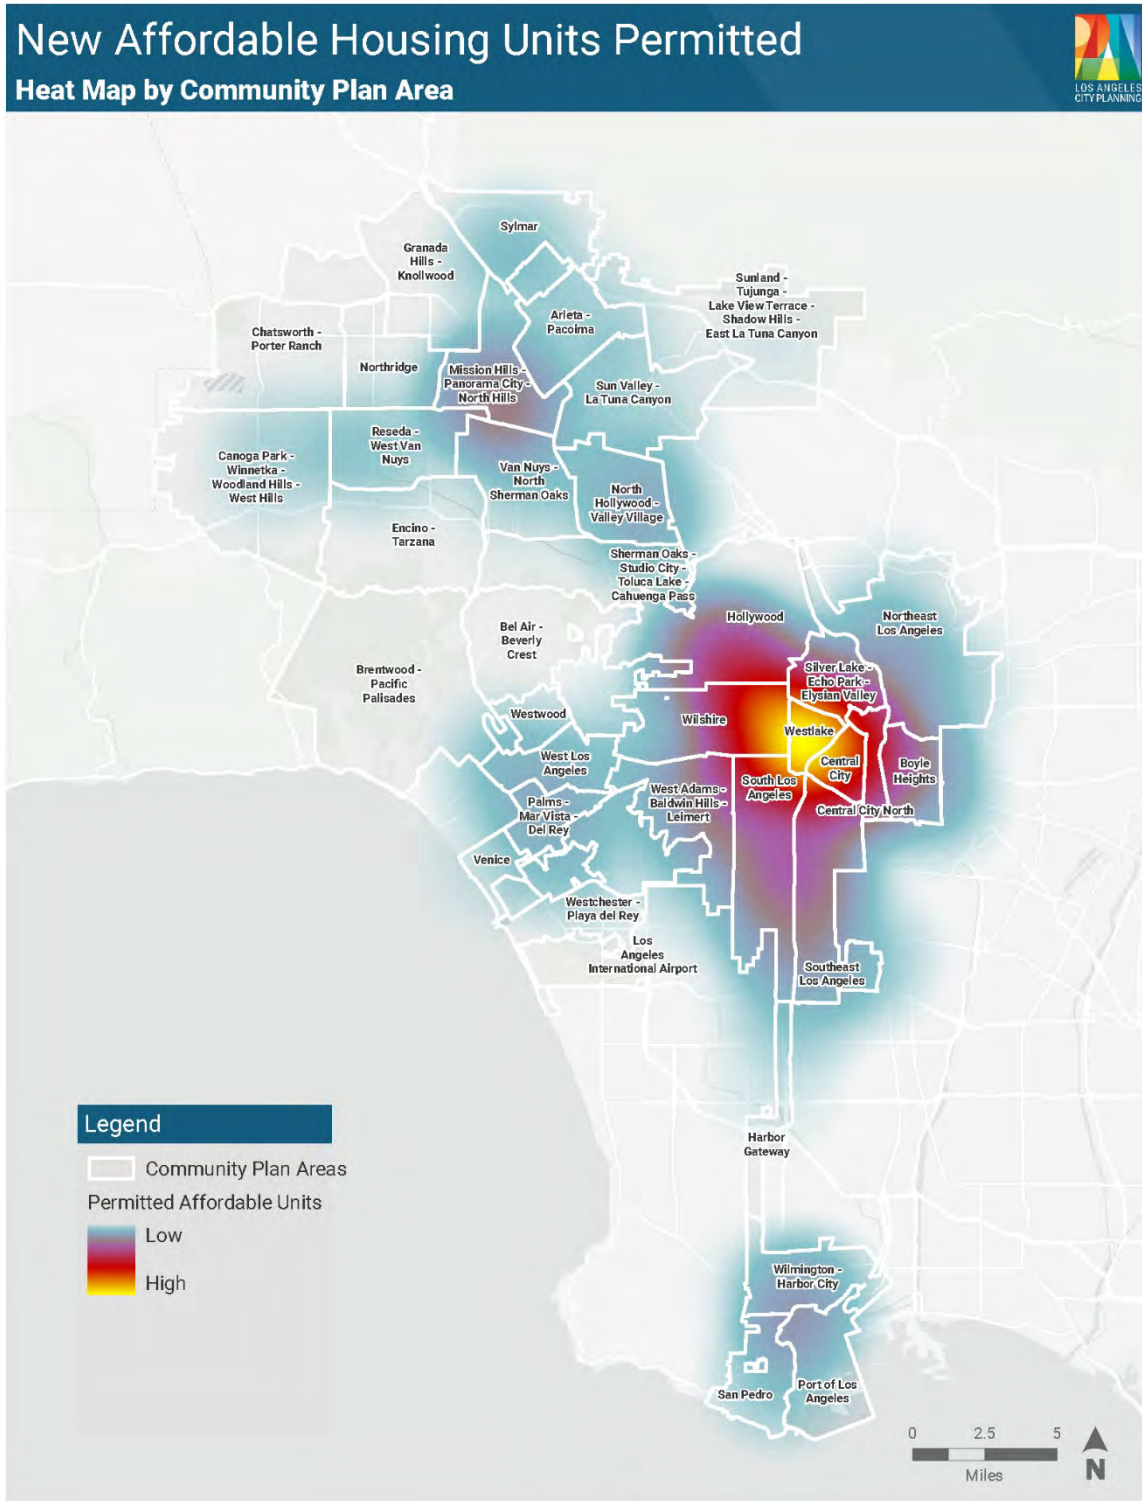 New Affordable Housing Units Permitted
Heat Map by Community Plan Area
LOS ANGELES
CITY PLANNING
Sylmar
Granada
Hills -
Knollwood
Sunland -
Tujunga -
Lake View Terrace -
Shadow Hills -
East La Tuna Canyon
Arleta -
Pacoima
Chatsworth -
Porter Ranch
Northridge
Mission Hills -
Panorama City -
North Hills
Sun Valley -
La Tuna Canyon
Reseda -
West Van
Nuys
Canoga Park -
Winnetka -
Woodland Hills -
West Hills
Van Nuys -
North
Sherman Oaks
North
Hollywood -
Valley Village
Encino -
Tarzana
Sherman Oaks -
Studio City -
Toluca Lake -
Cahuenga Pass
Hollywood
Northeast
Los Angeles
Bel Air -
Beverly
Crest
Brentwood -
Pacific
Palisades
Silver Lake -
Echo Park -
Elysian Valley
Westwood
Wilshire
Westlake
West Los
Angeles
Central
City
Boyle
Heights
South Los
Angeles
West Adams -
Baldwin Hills -
Leimert
Central City North
Palms -
Mar Vista -
Del Rey
Venice
Westchester -
Playa del Rey
Los
Angeles
International Airport
Southeast
Los Angeles
Harbor
Gateway
Wilmington -
Harbor City
San Pedro
Port of Los
Angeles
Legend
Community Plan Areas
Permitted Affordable Units
Low
High
0 2.5 5
Miles
N